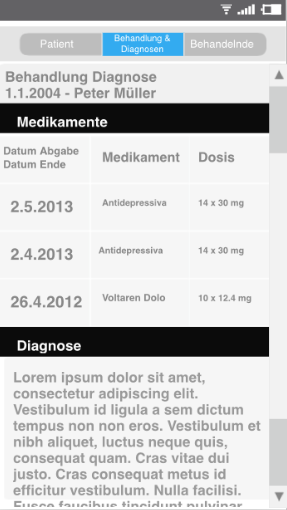 Patient
Behandlung &
Diagnosen
Behandelnde
Behandlung Diagnose
1.1.2004 - Peter Müller
Medikamente
Datum Abgabe
Datum Ende
Medikament
Dosis
2.5.2013
Antidepressiva
14 x 30 mg
2.4.2013
Antidepressiva
14 x 30 mg
26.4.2012
Voltaren Dolo
10 x 12.4 mg
Diagnose
Lorem ipsum dolor sit amet,
consectetur adipiscing elit.
Vestibulum id ligula a sem dictum
tempus non non eros. Vestibulum et
nibh aliquet, luctus neque quis,
consequat quam. Cras vitae dui
justo. Cras consequat metus id
efficitur vestibulum. Nulla facilisi.
Fusce faucibus tincidunt pulvinar.